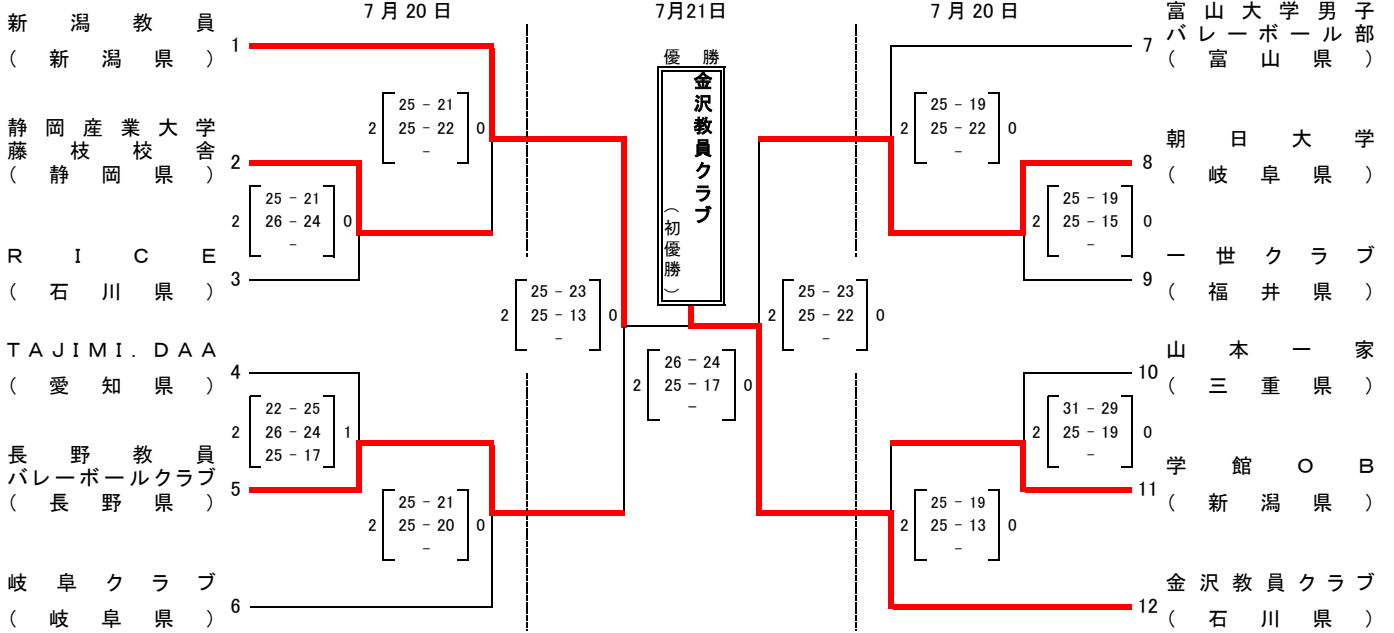 7月20日
7月21日
7月20日
新潟教員
(新潟県)
1
静岡産業大学
藤枝校舎
(静岡県)
2
RICE
(石川県)
3
TAJIMI.DAA
(愛知県)
4
長野教員
バレーボールクラブ
(長野県)
5
岐阜クラブ
(岐阜県)
6
2
25 - 21
25 - 22
-
0
2
25 - 21
26 - 24
-
0
2
22 - 25
26 - 24
25 - 17
1
2
25 - 21
25 - 20
-
0
2
25 - 23
25 - 13
-
0
優勝
金沢教員クラブ
(初優勝)
2
26 - 24
25 - 17
-
0
2
25 - 23
25 - 22
-
0
2
25 - 19
25 - 22
-
0
2
25 - 19
25 - 15
-
0
2
31 - 29
25 - 19
-
0
2
25 - 19
25 - 13
-
0
富山大学男子
バレーボール部
(富山県)
7
朝日大学
(岐阜県)
8
一世クラブ
(福井県)
9
山本一家
(三重県)
10
学館OB
(新潟県)
11
金沢教員クラブ
(石川県)
12